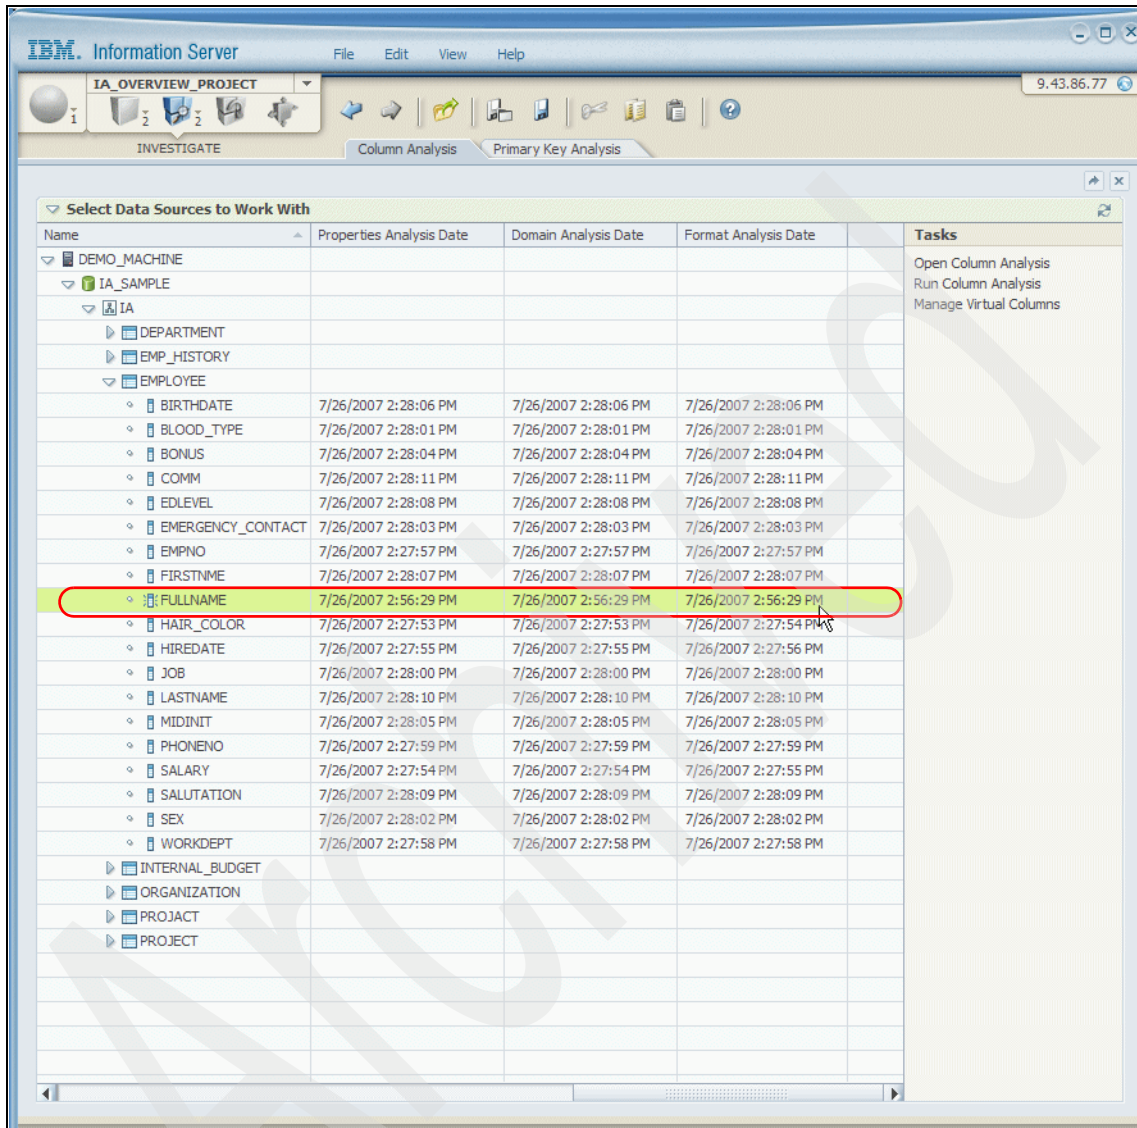 IBM. Information Server File Edit View Help
IA_OVERVIEW_PROJECT 9.43.86.77
1 2 2
INVESTIGATE Column Analysis Primary Key Analysis
Select Data Sources to Work With
Name Properties Analysis Date Domain Analysis Date Format Analysis Date Tasks
DEMO_MACHINE Open Column Analysis
IA_SAMPLE Run Column Analysis
IA Manage Virtual Columns
DEPARTMENT
EMP_HISTORY
EMPLOYEE
BIRTHDATE 7/26/2007 2:28:06 PM 7/26/2007 2:28:06 PM 7/26/2007 2:28:06 PM
BLOOD_TYPE 7/26/2007 2:28:01 PM 7/26/2007 2:28:01 PM 7/26/2007 2:28:01 PM
BONUS 7/26/2007 2:28:04 PM 7/26/2007 2:28:04 PM 7/26/2007 2:28:04 PM
COMM 7/26/2007 2:28:11 PM 7/26/2007 2:28:11 PM 7/26/2007 2:28:11 PM
EDLEVEL 7/26/2007 2:28:08 PM 7/26/2007 2:28:08 PM 7/26/2007 2:28:08 PM
EMERGENCY_CONTACT 7/26/2007 2:28:03 PM 7/26/2007 2:28:03 PM 7/26/2007 2:28:03 PM
EMPNO 7/26/2007 2:27:57 PM 7/26/2007 2:27:57 PM 7/26/2007 2:27:57 PM
FIRSTNME 7/26/2007 2:28:07 PM 7/26/2007 2:28:07 PM 7/26/2007 2:28:07 PM
FULLNAME 7/26/2007 2:56:29 PM 7/26/2007 2:56:29 PM 7/26/2007 2:56:29 PM
HAIR_COLOR 7/26/2007 2:27:53 PM 7/26/2007 2:27:53 PM 7/26/2007 2:27:54 PM
HIREDATE 7/26/2007 2:27:55 PM 7/26/2007 2:27:55 PM 7/26/2007 2:27:56 PM
JOB 7/26/2007 2:28:00 PM 7/26/2007 2:28:00 PM 7/26/2007 2:28:00 PM
LASTNAME 7/26/2007 2:28:10 PM 7/26/2007 2:28:10 PM 7/26/2007 2:28:10 PM
MIDINIT 7/26/2007 2:28:05 PM 7/26/2007 2:28:05 PM 7/26/2007 2:28:05 PM
PHONENO 7/26/2007 2:27:59 PM 7/26/2007 2:27:59 PM 7/26/2007 2:27:59 PM
SALARY 7/26/2007 2:27:54 PM 7/26/2007 2:27:54 PM 7/26/2007 2:27:55 PM
SALUTATION 7/26/2007 2:28:09 PM 7/26/2007 2:28:09 PM 7/26/2007 2:28:09 PM
SEX 7/26/2007 2:28:02 PM 7/26/2007 2:28:02 PM 7/26/2007 2:28:02 PM
WORKDEPT 7/26/2007 2:27:58 PM 7/26/2007 2:27:58 PM 7/26/2007 2:27:58 PM
INTERNAL_BUDGET
ORGANIZATION
PROJACT
PROJECT
Archived